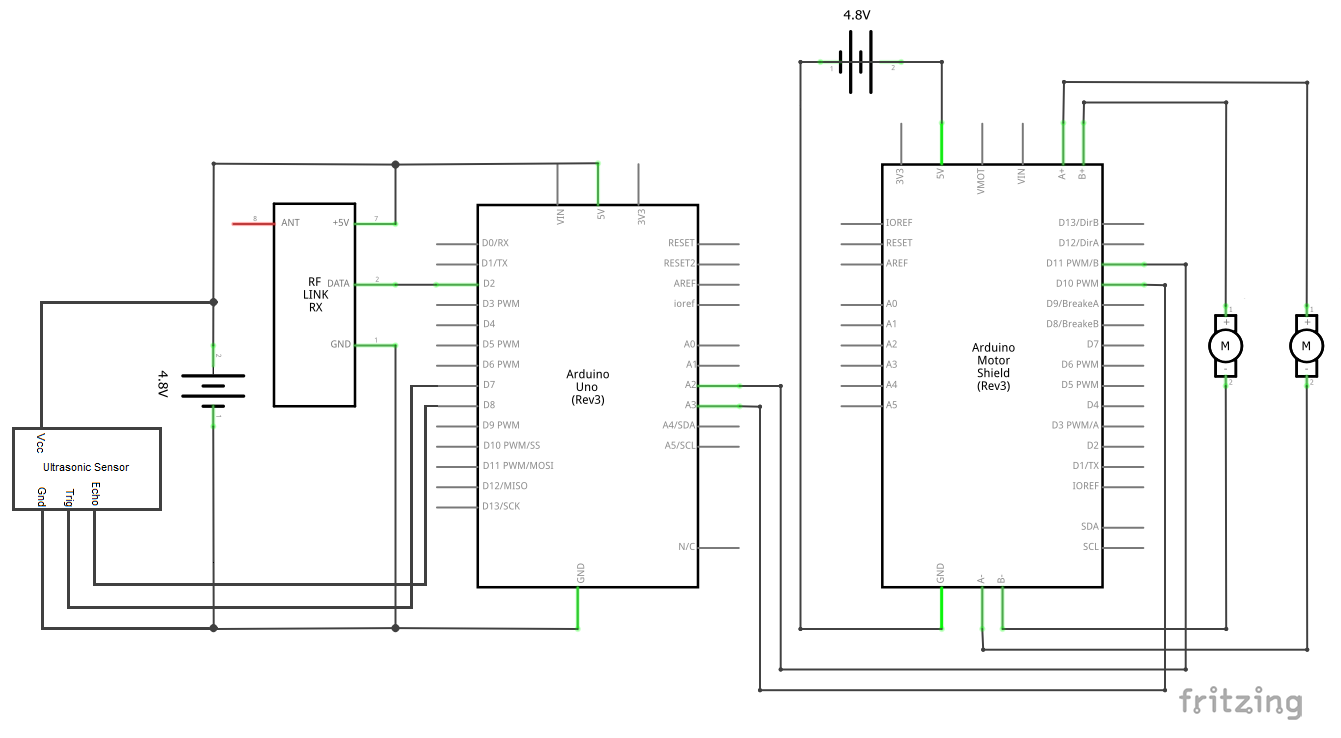 4.8V
1
2
3V3
5V
VMOT
VIN
A+
B+
IOREF
RESET
AREF
A0
A1
A2
A3
A4
A5
D13/DirB
D12/DirA
D11 PWM/B
D10 PWM
D9/BreakeA
D8/BreakeB
D7
D6 PWM
D5 PWM
D4
D3 PWM/A
D2
D1/TX
IOREF
SDA
SCL
Arduino
Motor
Shield
(Rev3)
GND
A-
B-
1
+
M
-
2
1
+
M
-
2
VIN
5V
3V3
D0/RX
D1/TX
D2
D3 PWM
D4
D5 PWM
D6 PWM
D7
D8
D9 PWM
D10 PWM/SS
D11 PWM/MOSI
D12/MISO
D13/SCK
RESET
RESET2
AREF
ioref
A0
A1
A2
A3
A4/SDA
A5/SCL
N/C
Arduino
Uno
(Rev3)
GND
8
ANT
+5V
7
RF
LINK
RX
DATA
2
GND
1
4.8V
2
1
Vcc
Ultrasonic Sensor
Gnd
Trig
Echo
fritzing